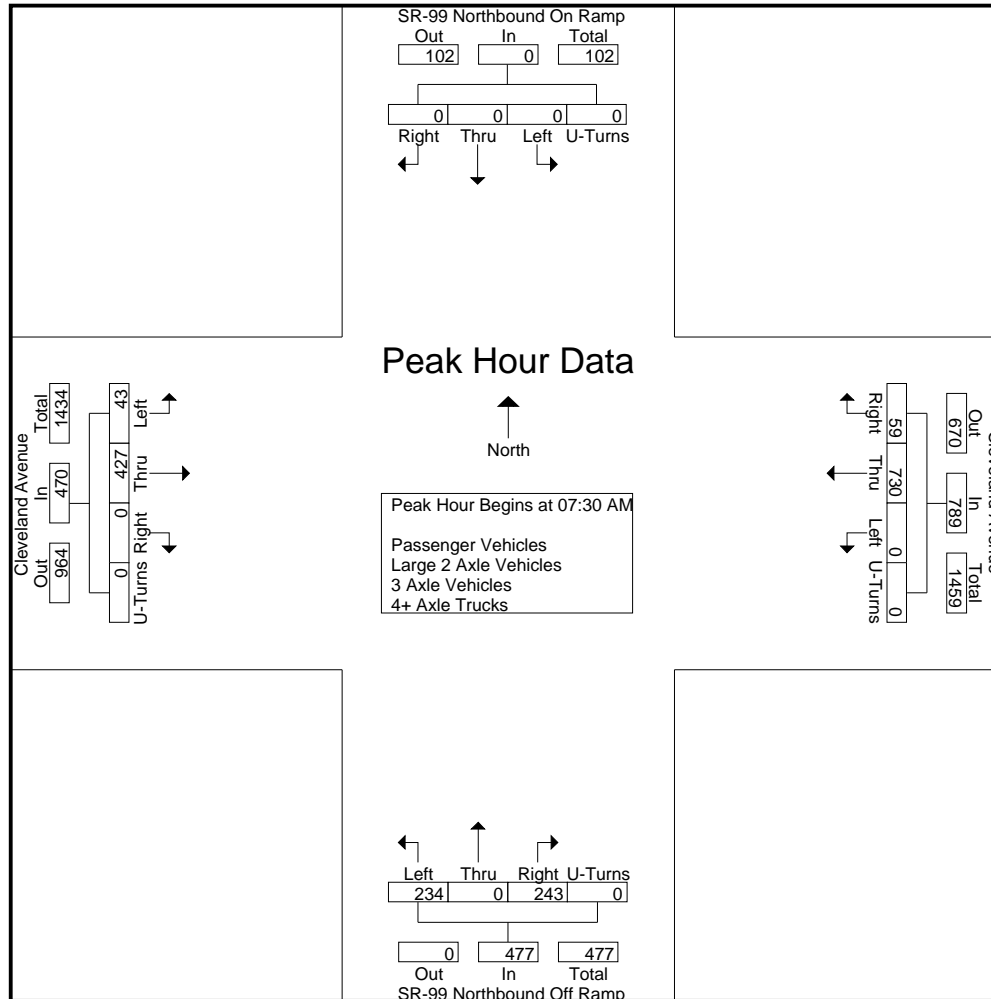 SR-99 Northbound On Ramp
Out In Total
102 0 102
0 0 0 0
Right Thru Left U-Turns
Peak Hour Data
North
Peak Hour Begins at 07:30 AM
Passenger Vehicles
Large 2 Axle Vehicles
3 Axle Vehicles
4+ Axle Trucks
Cleveland Avenue
Out In Total
964 470 1434
0 0 427 43
U-Turns Right Thru Left
Out In Total
670 789 1459
59 730 0 0
Right Thru Left U-Turns
Left Thru Right U-Turns
234 0 243 0
0 477 477
Out In Total
SR-99 Northbound Off Ramp